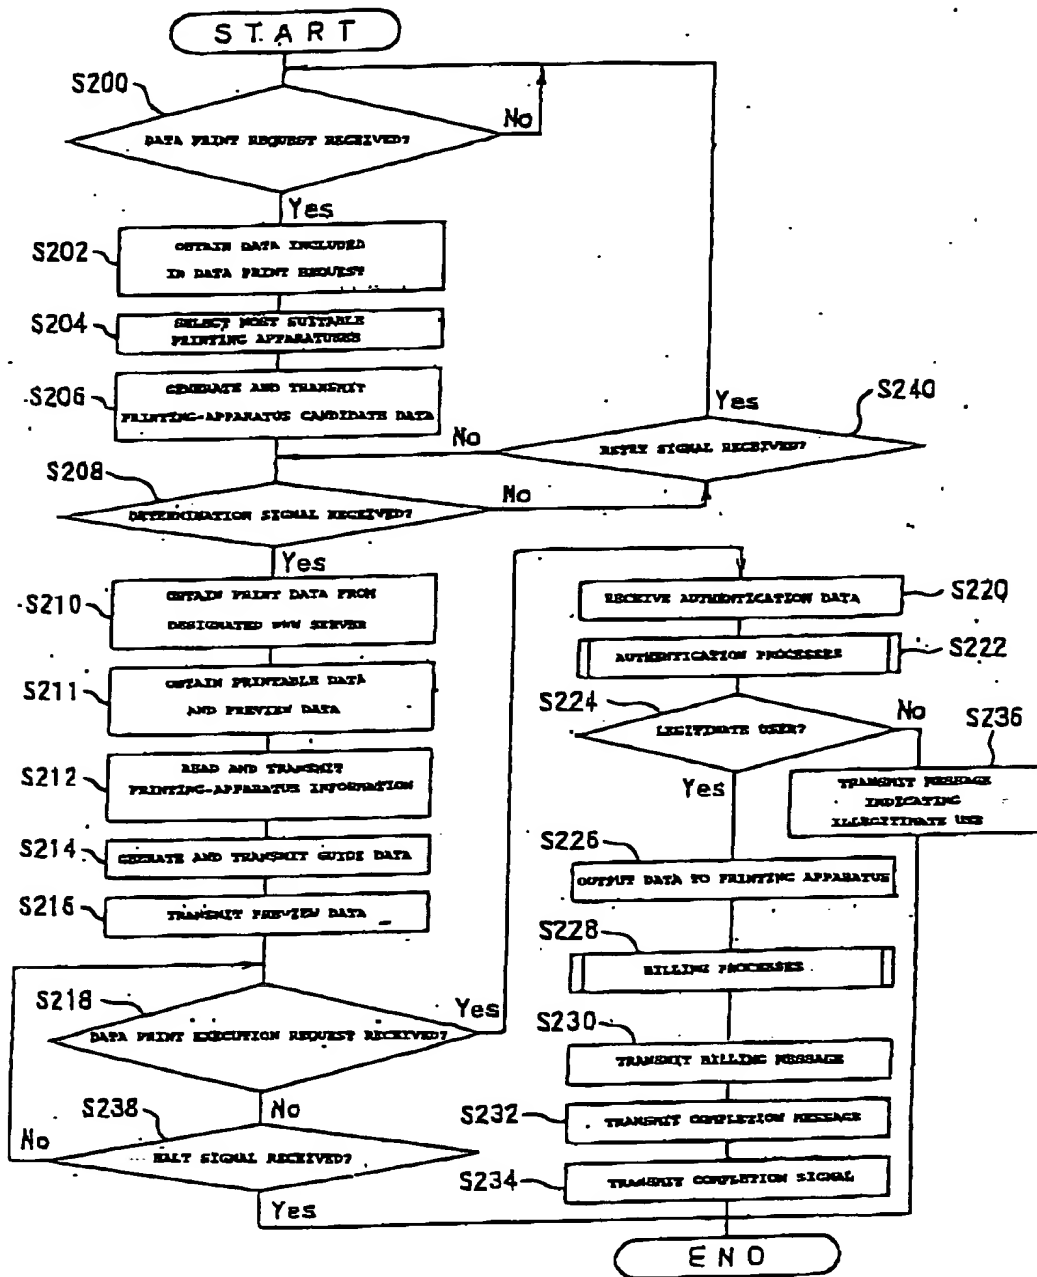 START
S200
DATA PRINT REQUEST RECEIVED?
No
Yes
S202
OBTAIN DATA INCLUDED
IN DATA PRINT REQUEST
S204
SELECT MOST SUITABLE
PRINTING APPARATUSES
S206
GENERATE AND TRANSMIT
PRINTING-APPARATUS CANDIDATE DATA
S240
Yes
No
RETRY SIGNAL RECEIVED?
S208
DETERMINATION SIGNAL RECEIVED?
No
Yes
S210
OBTAIN PRINT DATA FROM
DESIGNATED WWW SERVER
S211
OBTAIN PRINTABLE DATA
AND PREVIEW DATA
S212
READ AND TRANSMIT
PRINTING-APPARATUS INFORMATION
S214
GENERATE AND TRANSMIT GUIDE DATA
S216
TRANSMIT PREVIEW DATA
S218
DATA PRINT EXECUTION REQUEST RECEIVED?
Yes
No
S238
No
HALT SIGNAL RECEIVED?
Yes
S220
RECEIVE AUTHENTICATION DATA
S222
AUTHENTICATION PROCESSES
S224
LEGITIMATE USER?
No
Yes
S236
TRANSMIT MESSAGE
INDICATING
ILLEGITIMATE USE
S226
OUTPUT DATA TO PRINTING APPARATUS
S228
BILLING PROCESSES
S230
TRANSMIT BILLING MESSAGE
S232
TRANSMIT COMPLETION MESSAGE
S234
TRANSMIT COMPLETION SIGNAL
END